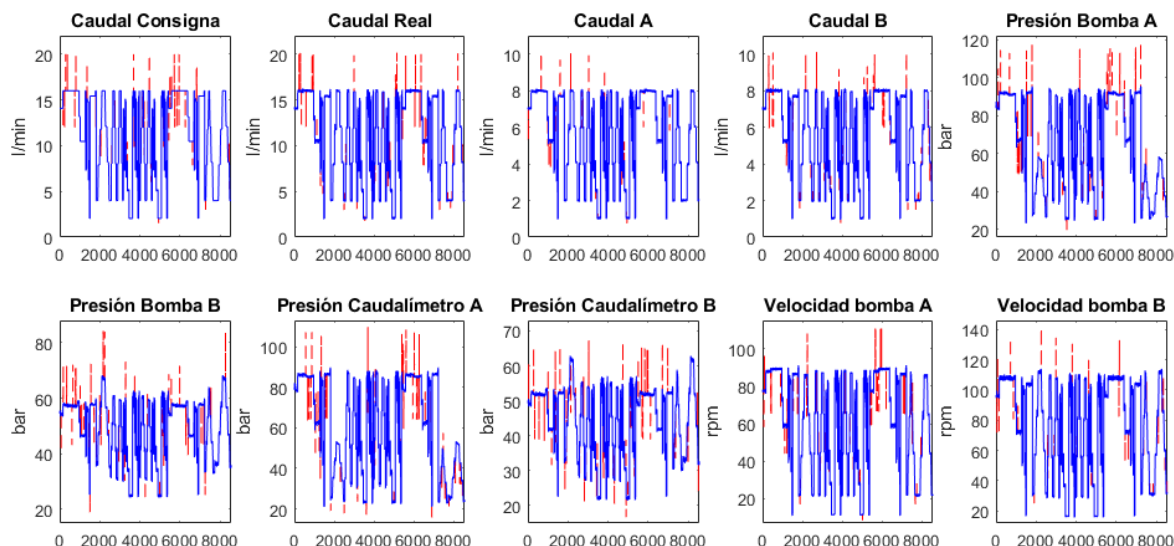 Caudal Consigna
20
15
10
5
0
l/min
0 2000 4000 6000 8000
Caudal Real
20
15
10
5
0
l/min
0 2000 4000 6000 8000
Caudal A
10
8
6
4
2
0
l/min
0 2000 4000 6000 8000
Caudal B
10
8
6
4
2
0
l/min
0 2000 4000 6000 8000
Presión Bomba A
120
100
80
60
40
20
bar
0 2000 4000 6000 8000
Presión Bomba B
80
60
40
20
bar
0 2000 4000 6000 8000
Presión Caudalímetro A
100
80
60
40
20
bar
0 2000 4000 6000 8000
Presión Caudalímetro B
70
60
50
40
30
20
bar
0 2000 4000 6000 8000
Velocidad bomba A
100
80
60
40
20
rpm
0 2000 4000 6000 8000
Velocidad bomba B
140
120
100
80
60
40
20
rpm
0 2000 4000 6000 8000